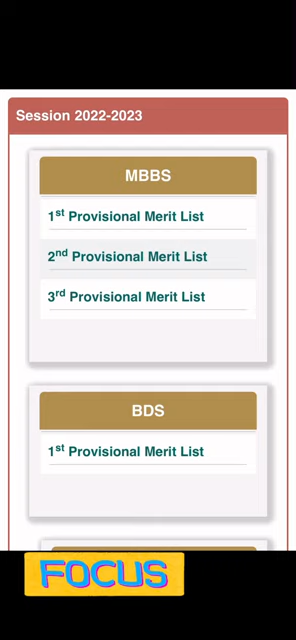 Session 2022-2023
MBBS
1st Provisional Merit List
2nd Provisional Merit List
3rd Provisional Merit List
BDS
1st Provisional Merit List
FOCUS